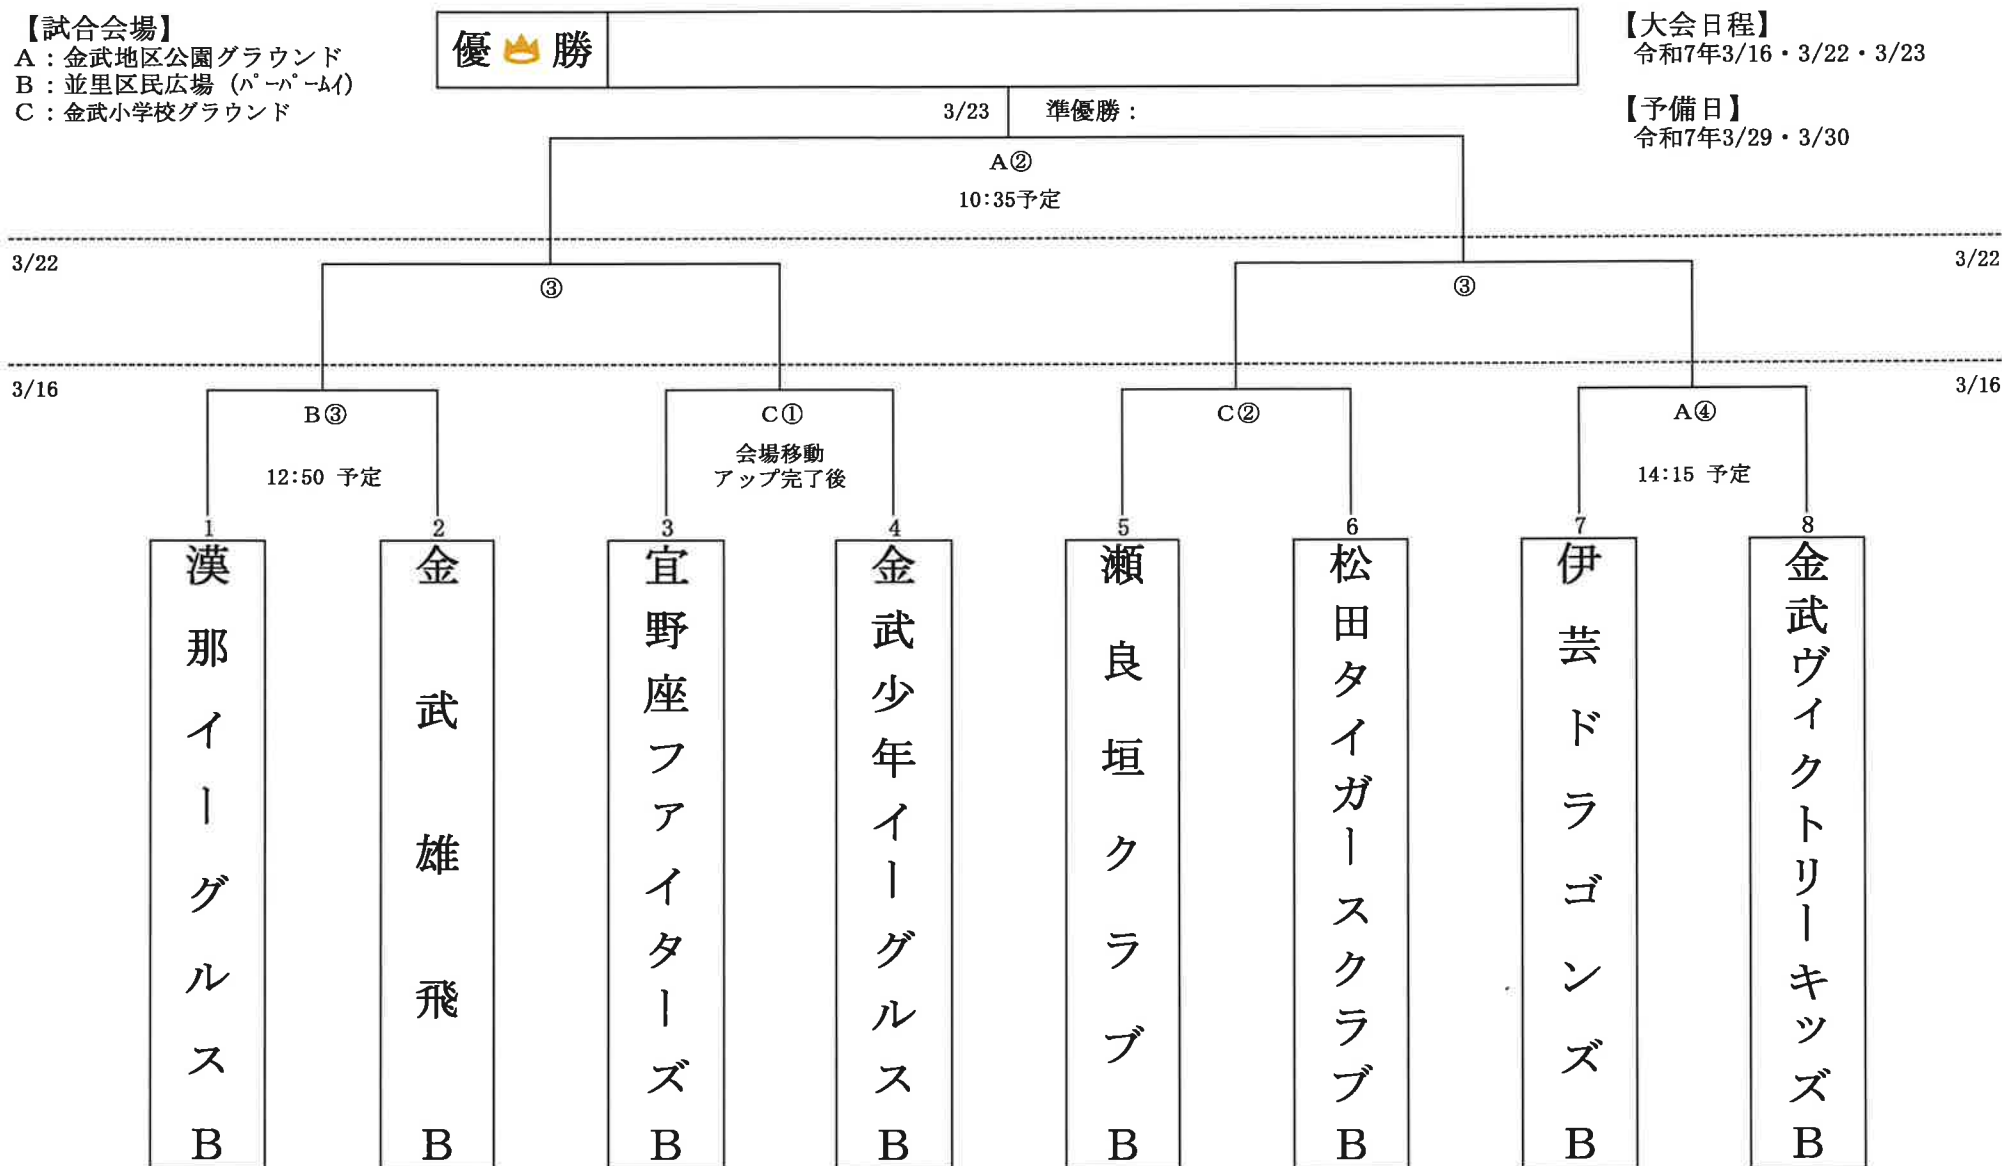 【試合会場】
A：金武地区公園グラウンド
B：並里区民広場（ﾊﾟｰﾊﾟｰﾑｲ）
C：金武小学校グラウンド
優勝
【大会日程】
令和7年3/16・3/22・3/23
【予備日】
令和7年3/29・3/30
3/23
準優勝：
A②
10:35予定
3/22
3/22
③
③
3/16
3/16
B③
12:50 予定
C①
会場移動
アップ完了後
C②
A④
14:15 予定
1
漢那イーグルスB
2
金武雄飛B
3
宜野座ファイターズB
4
金武少年イーグルスB
5
瀬良垣クラブB
6
松田タイガースクラブB
7
伊芸ドラゴンズB
8
金武ヴィクトリーキッズB